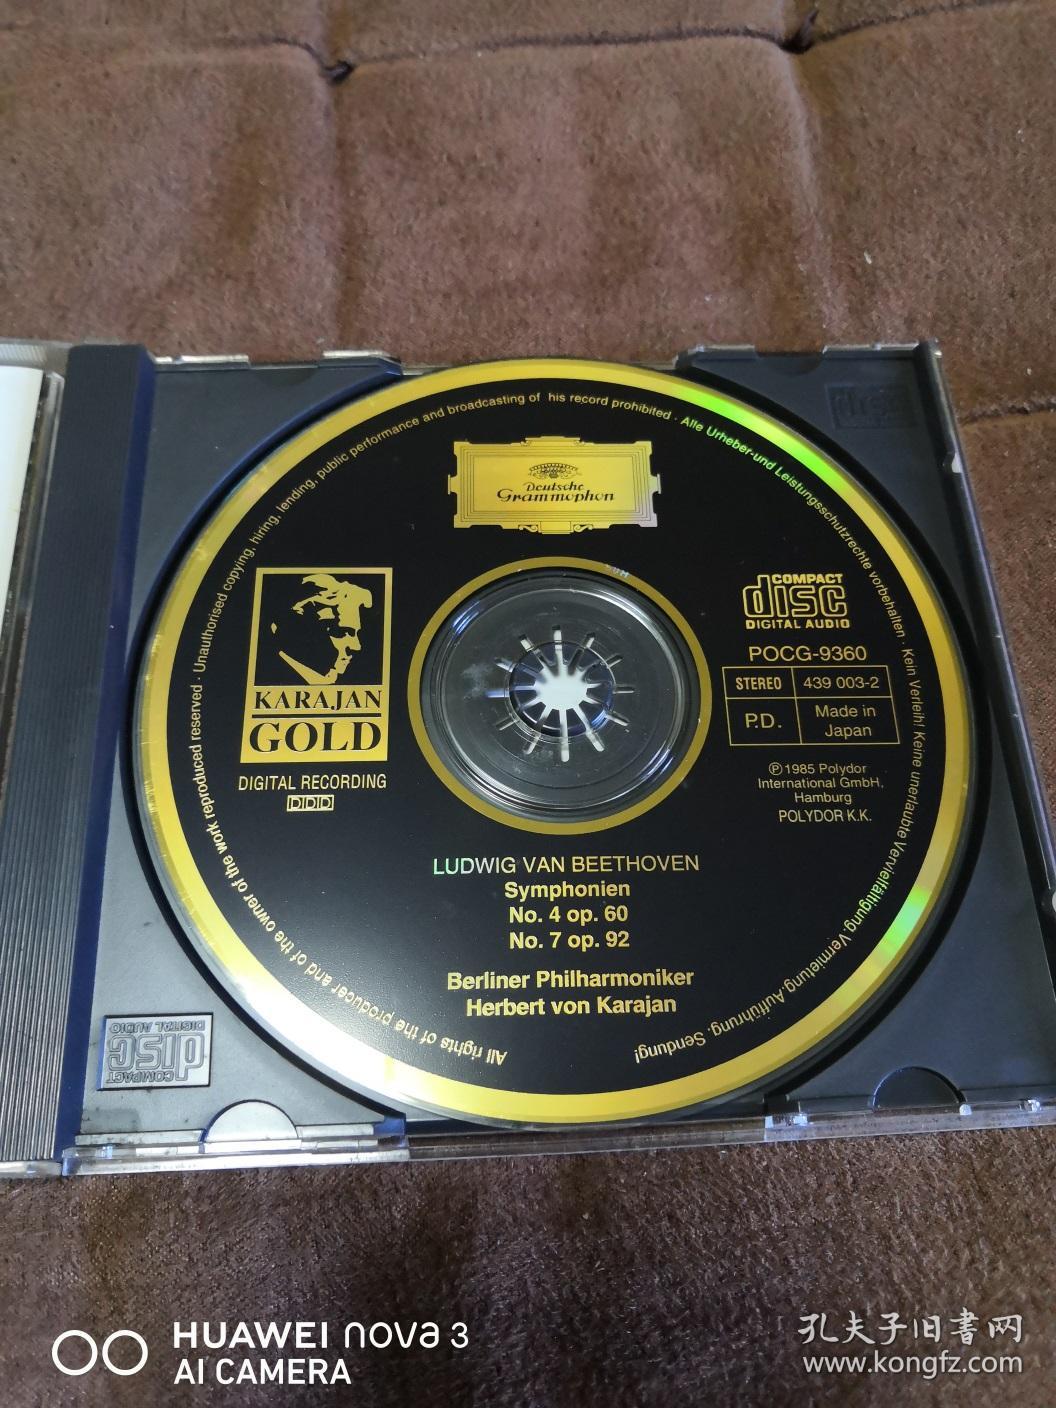 All rights of the producer and of the owner of the work reproduced reserved · Unauthorised copying, hiring, lending, public performance and broadcasting of his record prohibited · Alle Urheber-und Leistungsschutzrechte vorbehalten · Kein Verleih! Keine unerlaubte Vervielfältigung, Vermietung, Aufführung, Sendung!
Deutsche
Grammophon
KARAJAN
GOLD
DIGITAL RECORDING
DDD
COMPACT
disc
DIGITAL AUDIO
POCG-9360
STEREO 439 003-2
P.D. Made in
Japan
℗ 1985 Polydor
International GmbH,
Hamburg
POLYDOR K.K.
LUDWIG VAN BEETHOVEN
Symphonien
No. 4 op. 60
No. 7 op. 92
Berliner Philharmoniker
Herbert von Karajan
COMPACT
disc
DIGITAL AUDIO
HUAWEI nova 3
AI CAMERA
孔夫子旧書网
www.kongfz.com